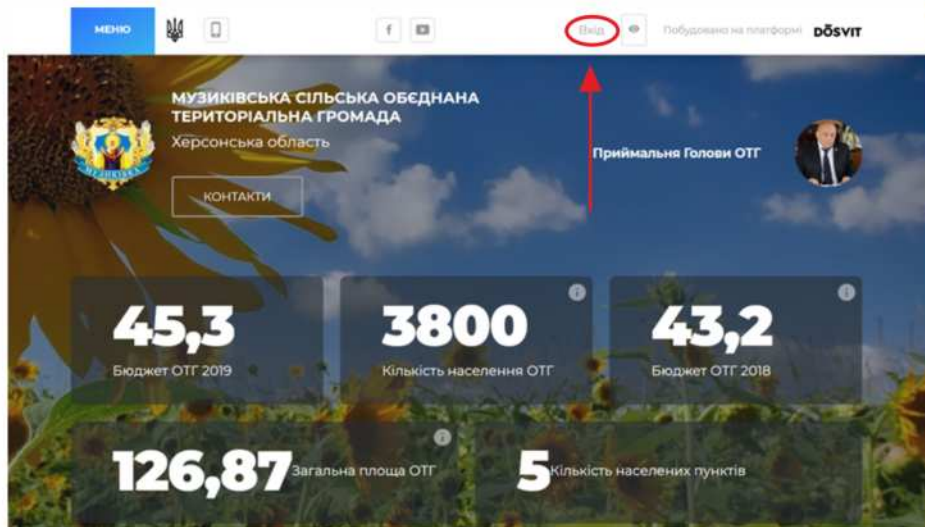 МЕНЮ
Вхід
Побудовано на платформі DOSVIT
МУЗИКІВСЬКА СІЛЬСЬКА ОБЄДНАНА
ТЕРИТОРІАЛЬНА ГРОМАДА
Херсонська область
Приймальня Голови ОТГ
КОНТАКТИ
МУЗИКІВКА
45,3
Бюджет ОТГ 2019
3800
Кількість населення ОТГ
43,2
Бюджет ОТГ 2018
126,87 Загальна площа ОТГ
5 Кількість населених пунктів